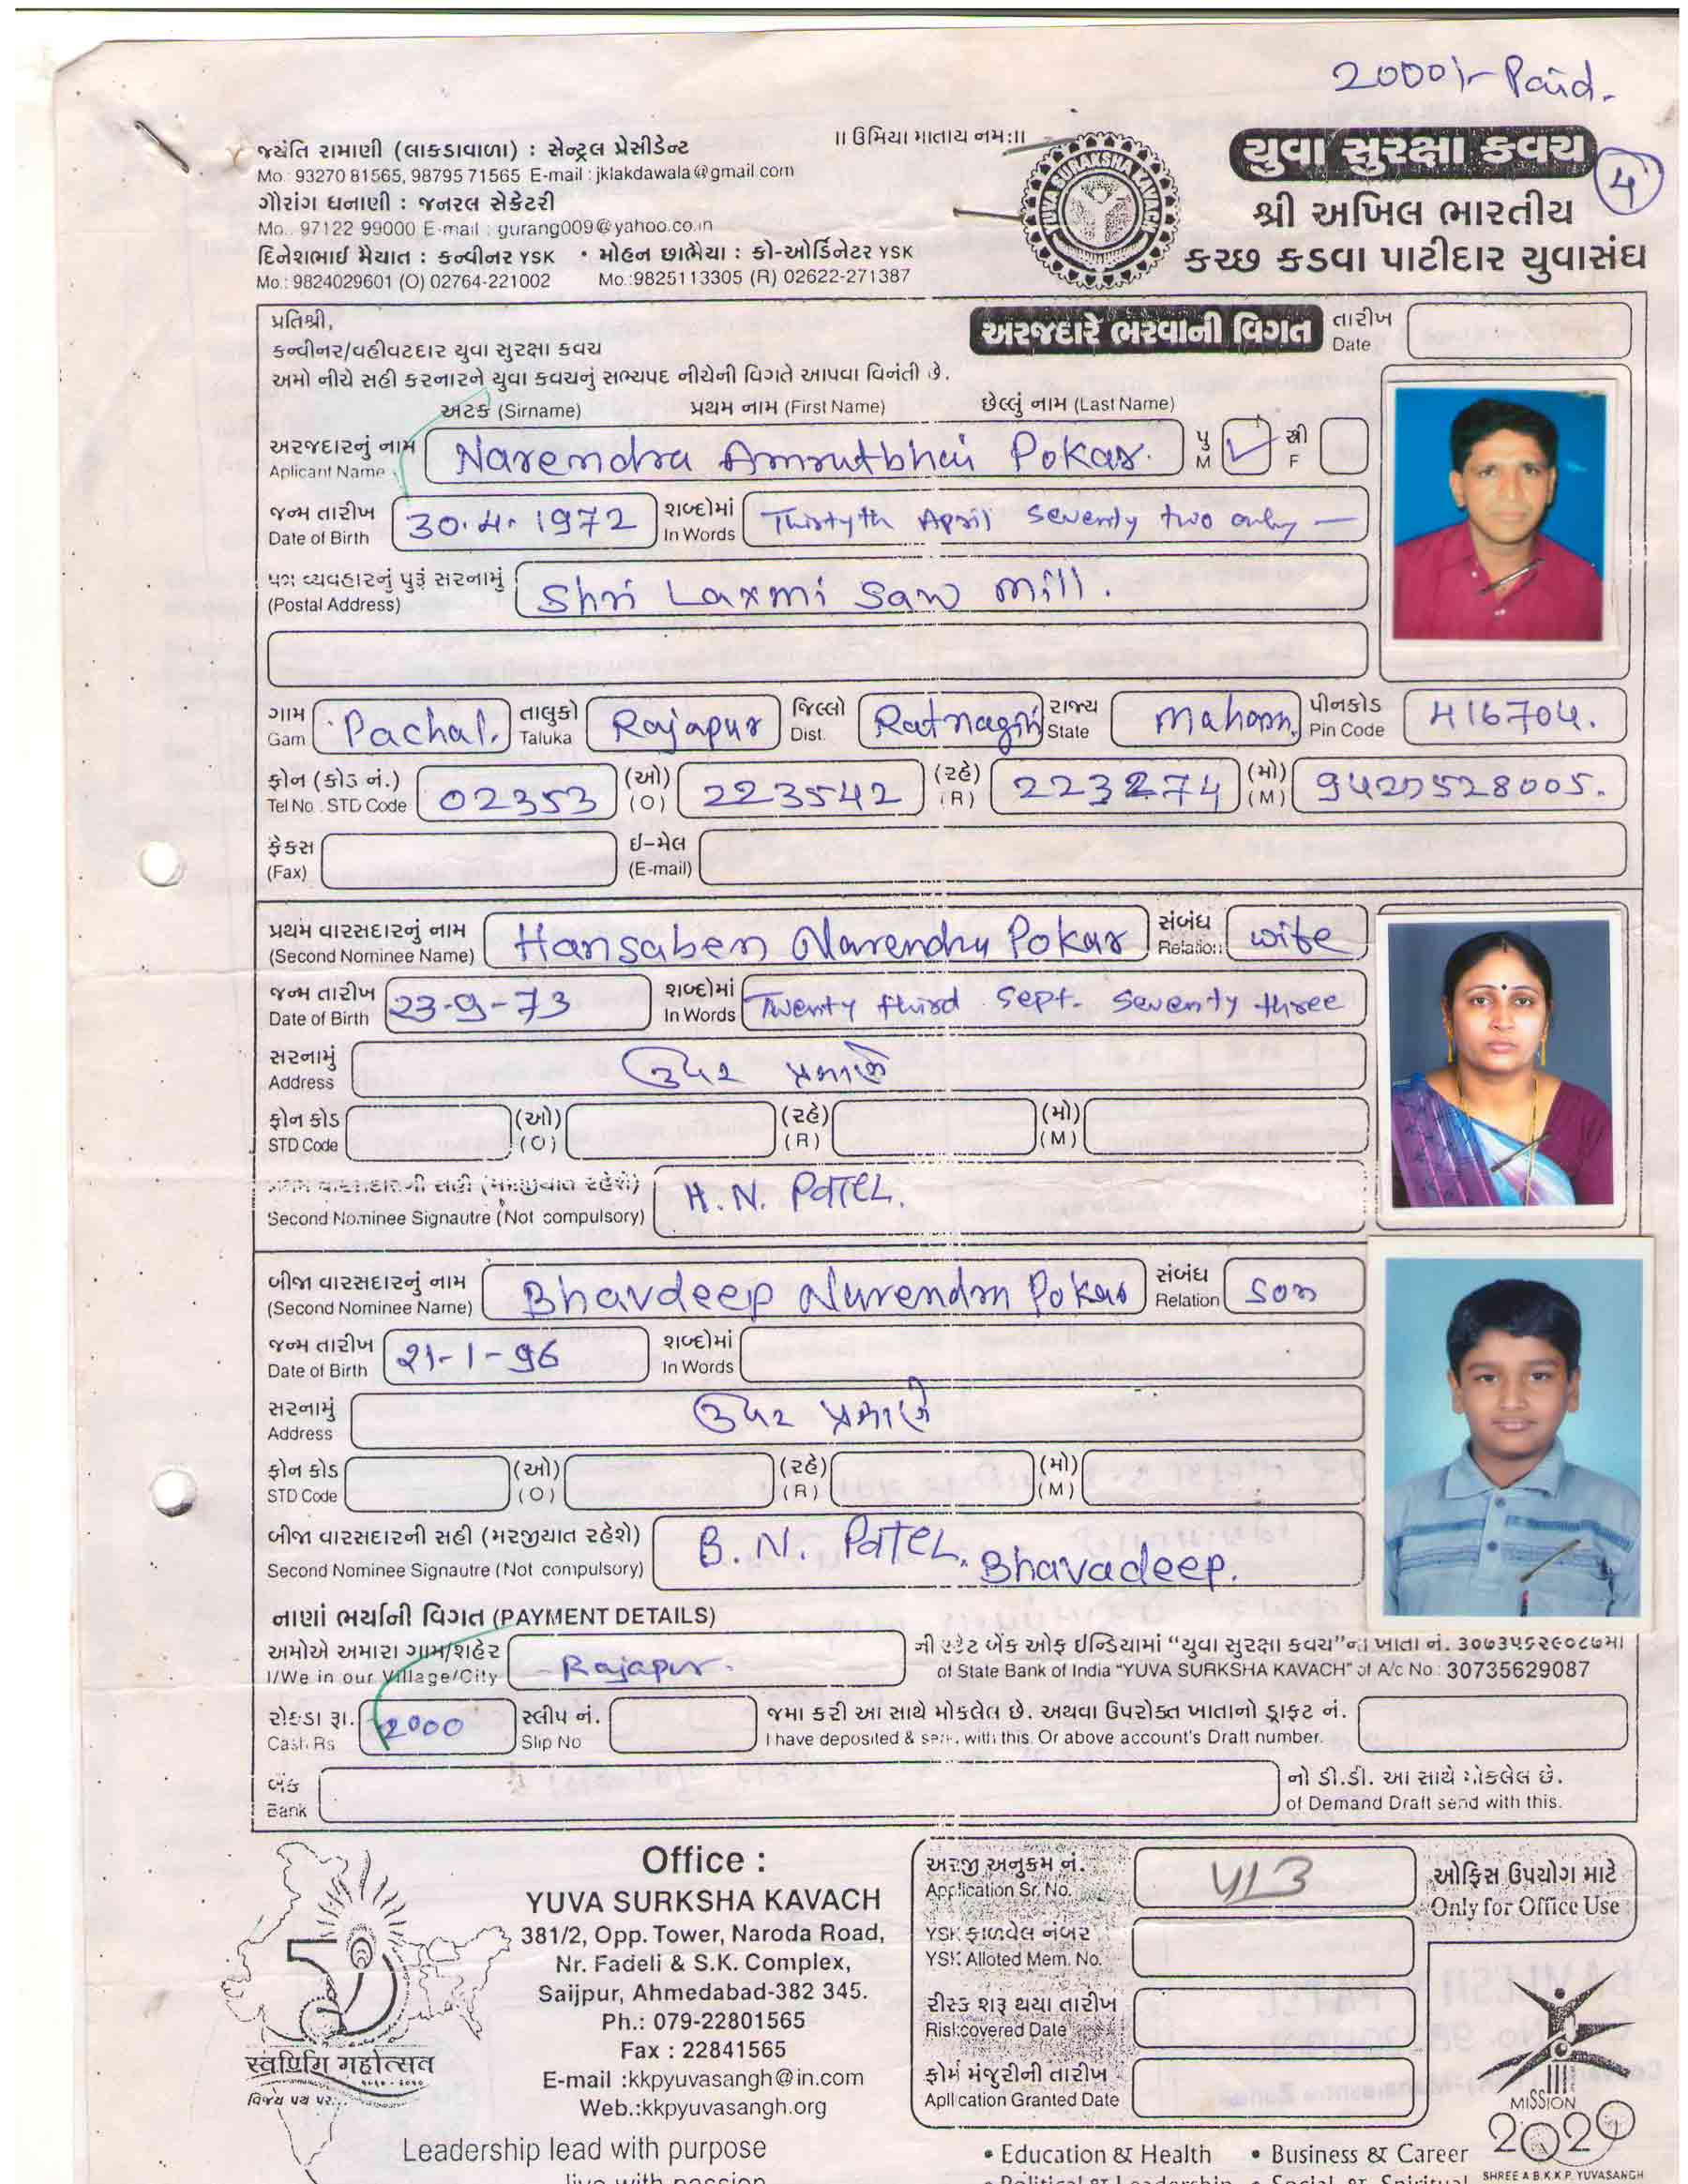 2000/- Paid.
॥ ઉમિયા માતાય નમ:॥
જયંતિ રામાણી (લાકડાવાળા) : સેન્ટ્રલ પ્રેસીડેન્ટ
Mo. 93270 81565, 98795 71565 E-mail : jklakdawala@gmail.com
ગૌરાંગ ધનાણી : જનરલ સેક્રેટરી
Mo.. 97122 99000 E-mail : gurang009@yahoo.co.in
દિનેશભાઈ મૈયાત : કન્વીનર YSK • મોહન છાભૈયા : કો-ઓર્ડિનેટર YSK
Mo.: 9824029601 (O) 02764-221002 Mo.:9825113305 (R) 02622-271387
YUVA SURAKSHA KAVACH
યુવા સુરક્ષા કવચ
4
શ્રી અખિલ ભારતીય
કચ્છ કડવા પાટીદાર યુવાસંઘ
પ્રતિશ્રી,
અરજદારે ભરવાની વિગત
તારીખ
Date
કન્વીનર/વહીવટદાર યુવા સુરક્ષા કવચ
અમો નીચે સહી કરનારને યુવા કવચનું સભ્યપદ નીચેની વિગતે આપવા વિનંતી છે.
અટક (Sirname) પ્રથમ નામ (First Name) છેલ્લું નામ (Last Name)
અરજદારનું નામ Narendra Amrutbhai Pokar. પુ ✓ સ્ત્રી
Aplicant Name M F
જન્મ તારીખ 30.4.1972 શબ્દોમાં Thirtyth April Seventy two only —
Date of Birth In Words
પત્ર વ્યવહારનું પુરૂં સરનામું Shri Laxmi Saw mill.
(Postal Address)
ગામ Pachal. તાલુકો Rajapur જિલ્લો Ratnagiri રાજ્ય પીનકોડ 416704.
Gam Taluka Dist. State Pin Code
ફોન (કોડ નં.) 02353 (ઓ) 223542 (રહે) 223274 (મો) 9420528005.
Tel No. STD Code (O) (R) (M)
ફેક્સ ઈ-મેલ
(Fax) (E-mail)
પ્રથમ વારસદારનું નામ Hansaben Narendra Pokar સંબંધ wife
(Second Nominee Name) Relation
જન્મ તારીખ 23-9-73 શબ્દોમાં Twenty third Sept. Seventy three
Date of Birth In Words
સરનામું ઉપર પ્રમાણે
Address
ફોન કોડ (ઓ) (રહે) (મો)
STD Code (O) (R) (M)
વારસદારની સહી (મરજીયાત રહેશે) H.N. PATEL.
Second Nominee Signautre (Not compulsory)
બીજા વારસદારનું નામ Bhavdeep Narendra Pokar સંબંધ son
(Second Nominee Name) Relation
જન્મ તારીખ 21-1-96 શબ્દોમાં
Date of Birth In Words
સરનામું ઉપર પ્રમાણે
Address
ફોન કોડ (ઓ) (રહે) (મો)
STD Code (O) (R) (M)
બીજા વારસદારની સહી (મરજીયાત રહેશે) B.N. PATEL. Bhavadeep.
Second Nominee Signautre (Not compulsory)
નાણાં ભર્યાની વિગત (PAYMENT DETAILS)
અમોએ અમારા ગામ/શહેર - Rajapur - ની સ્ટેટ બેંક ઓફ ઈન્ડિયામાં “યુવા સુરક્ષા કવચ”ના ખાતા નં. ૩૦૭૩૫૬૨૯૦૮૭માં
I/We in our Village/City of State Bank of India "YUVA SURKSHA KAVACH" of A/c No : 30735629087
રોકડા રૂા. 2000 સ્લીપ નં. જમા કરી આ સાથે મોકલેલ છે. અથવા ઉપરોક્ત ખાતાનો ડ્રાફ્ટ નં.
Cash Rs Slip No I have deposited & send with this. Or above account's Draft number.
બેંક નો ડી.ડી. આ સાથે મોકલેલ છે.
Bank of Demand Draft send with this.
Office :
YUVA SURKSHA KAVACH
381/2, Opp. Tower, Naroda Road,
Nr. Fadeli & S.K. Complex,
Saijpur, Ahmedabad-382 345.
Ph.: 079-22801565
Fax : 22841565
E-mail :kkpyuvasangh@in.com
Web.:kkpyuvasangh.org
અરજી અનુક્રમ નં.
Application Sr. No.
YSK ફાળવેલ નંબર
YSK Alloted Mem. No.
રીસ્ક શરૂ થયા તારીખ
Risk covered Date
ફોર્મ મંજુરીની તારીખ
Apllication Granted Date
ઓફિસ ઉપયોગ માટે
Only for Office Use
50
વિજય પથ પર...
MISSION
2020
SHREE A.B.K.K.P. YUVASANGH
Leadership lead with purpose
live with passion
• Education & Health • Business & Career